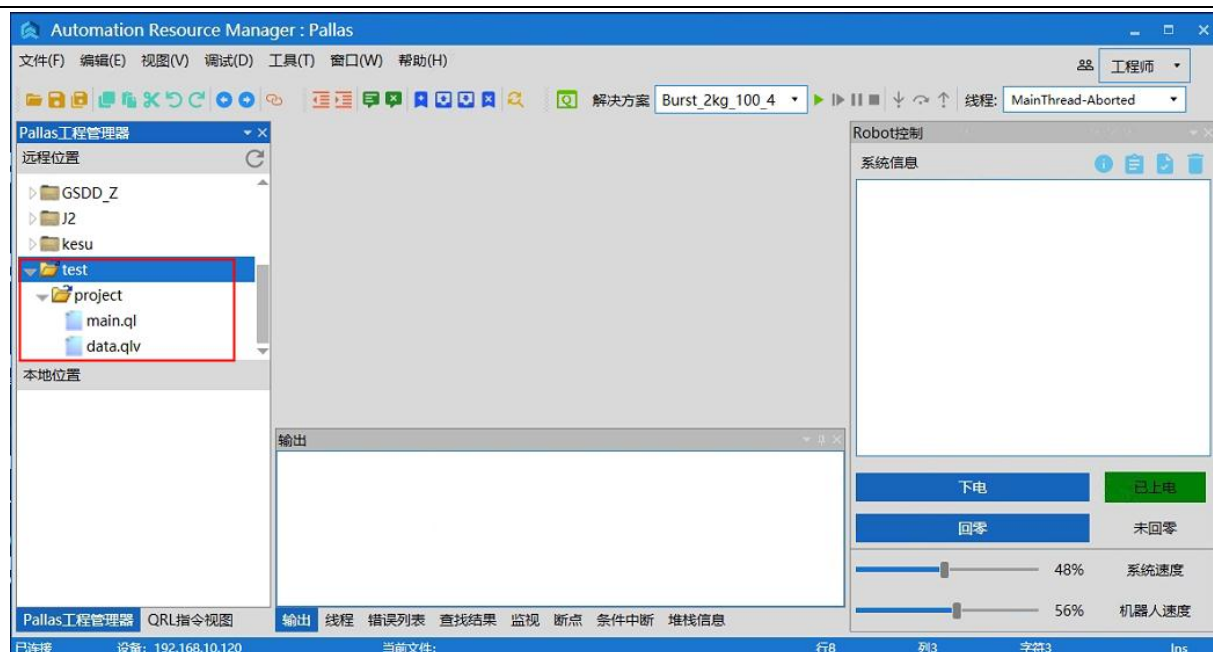 Automation Resource Manager : Pallas
文件(F) 编辑(E) 视图(V) 调试(D) 工具(T) 窗口(W) 帮助(H)
工程师
解决方案 Burst_2kg_100_4 线程: MainThread-Aborted
Pallas工程管理器
远程位置
GSDD_Z
J2
kesu
test
project
main.ql
data.qlv
本地位置
Pallas工程管理器 QRL指令视图
输出
输出 线程 错误列表 查找结果 监视 断点 条件中断 堆栈信息
Robot控制
系统信息
下电 已上电
回零 未回零
48% 系统速度
56% 机器人速度
已连接 设备: 192.168.10.120 当前文件: 行8 列3 字符3 Ins